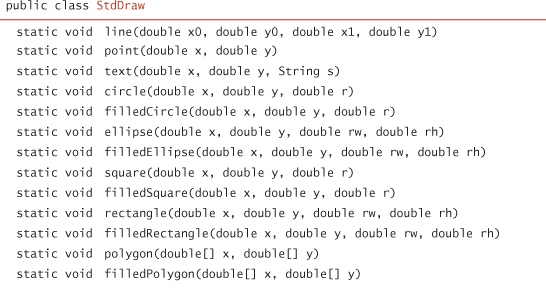 public class StdDraw
static void line(double x0, double y0, double x1, double y1)
static void point(double x, double y)
static void text(double x, double y, String s)
static void circle(double x, double y, double r)
static void filledCircle(double x, double y, double r)
static void ellipse(double x, double y, double rw, double rh)
static void filledEllipse(double x, double y, double rw, double rh)
static void square(double x, double y, double r)
static void filledSquare(double x, double y, double r)
static void rectangle(double x, double y, double rw, double rh)
static void filledRectangle(double x, double y, double rw, double rh)
static void polygon(double[] x, double[] y)
static void filledPolygon(double[] x, double[] y)